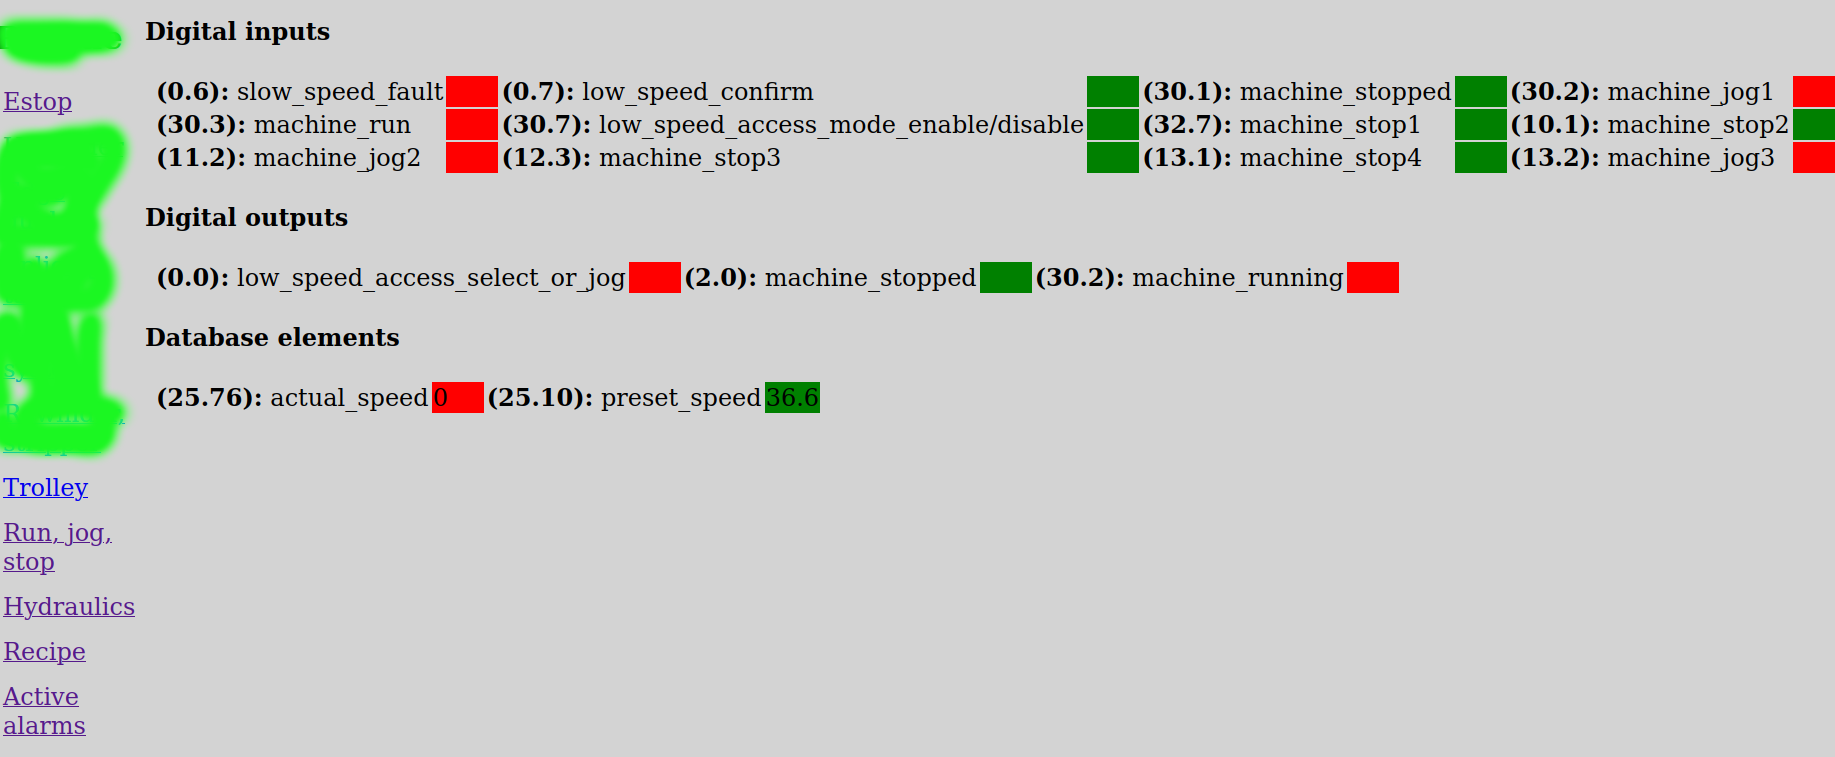 Digital inputs
Estop
(0.6): slow_speed_fault (0.7): low_speed_confirm (30.1): machine_stopped (30.2): machine_jog1
(30.3): machine_run (30.7): low_speed_access_mode_enable/disable (32.7): machine_stop1 (10.1): machine_stop2
(11.2): machine_jog2 (12.3): machine_stop3 (13.1): machine_stop4 (13.2): machine_jog3
Digital outputs
(0.0): low_speed_access_select_or_jog (2.0): machine_stopped (30.2): machine_running
Database elements
(25.76): actual_speed 0 (25.10): preset_speed 36.6
Trolley
Run, jog,
stop
Hydraulics
Recipe
Active
alarms